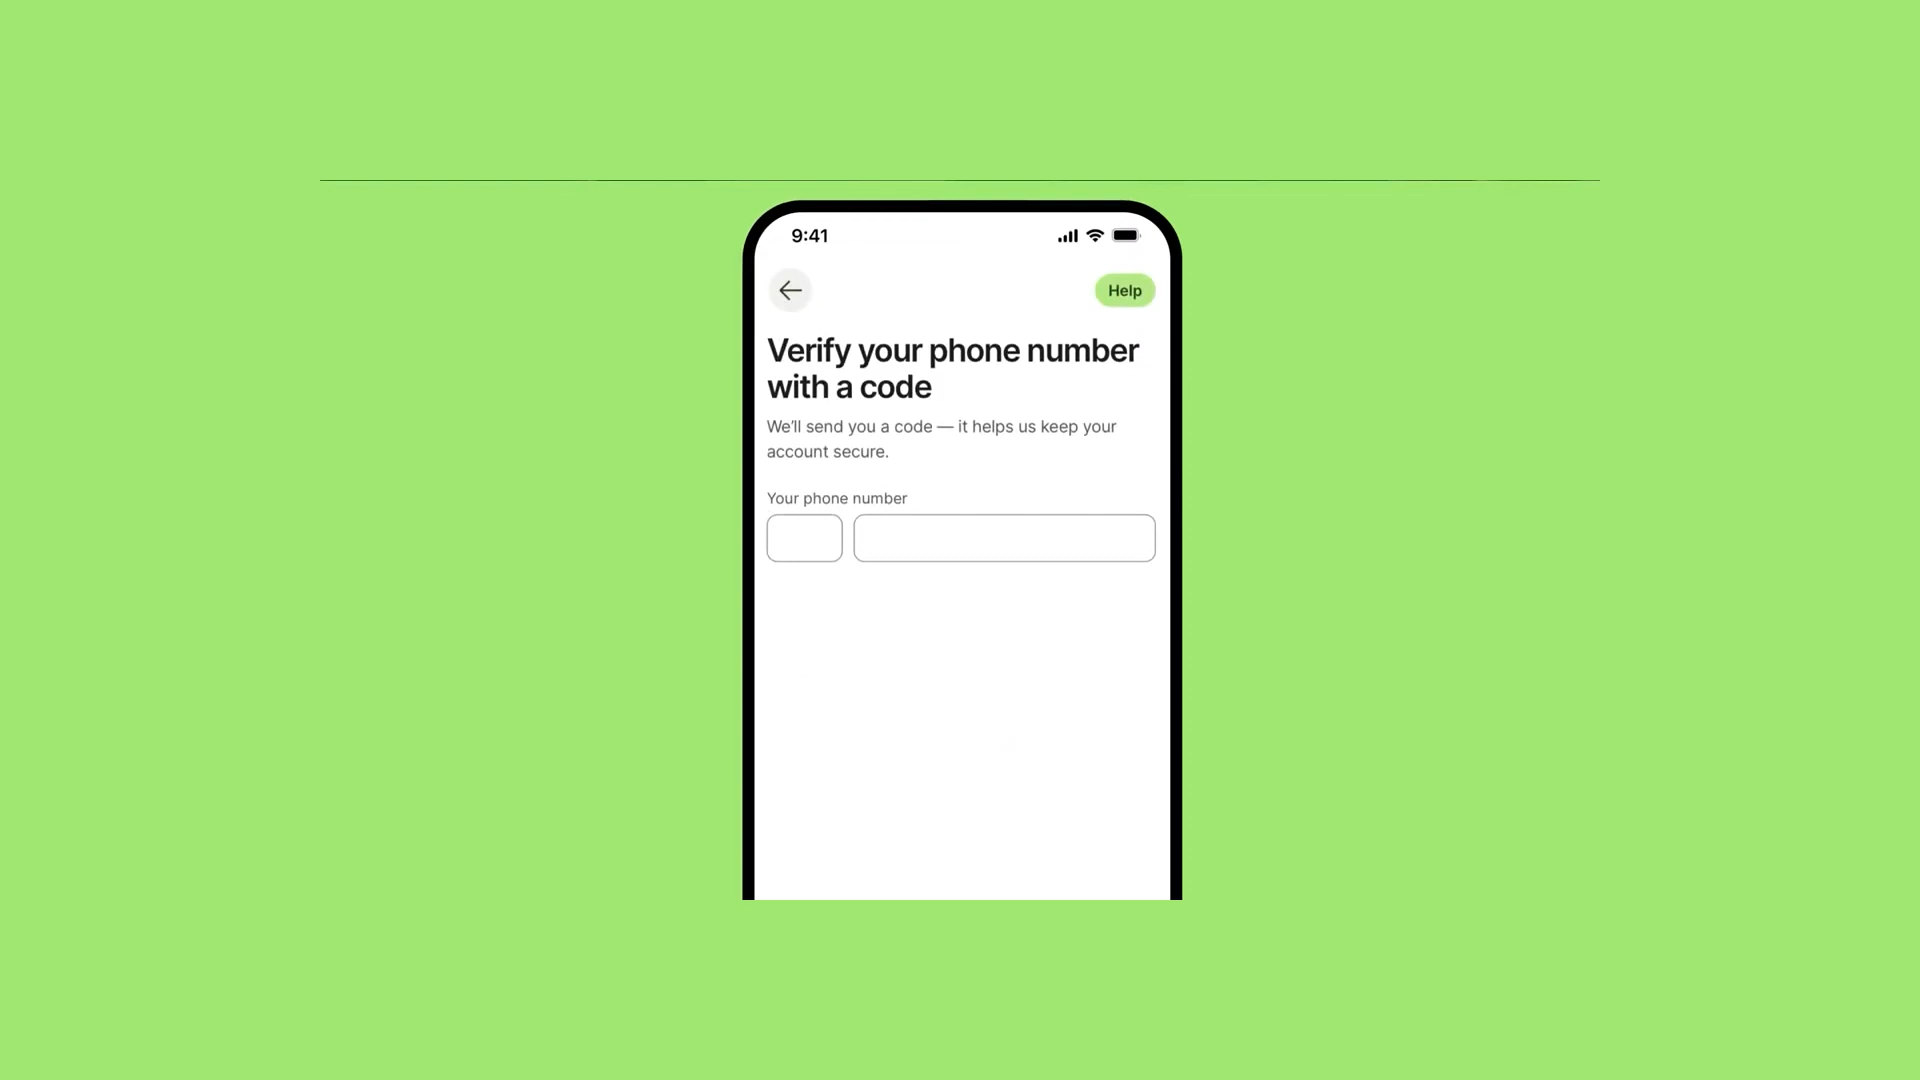 9:41
Help
Verify your phone number
with a code
We'll send you a code — it helps us keep your
account secure.
Your phone number